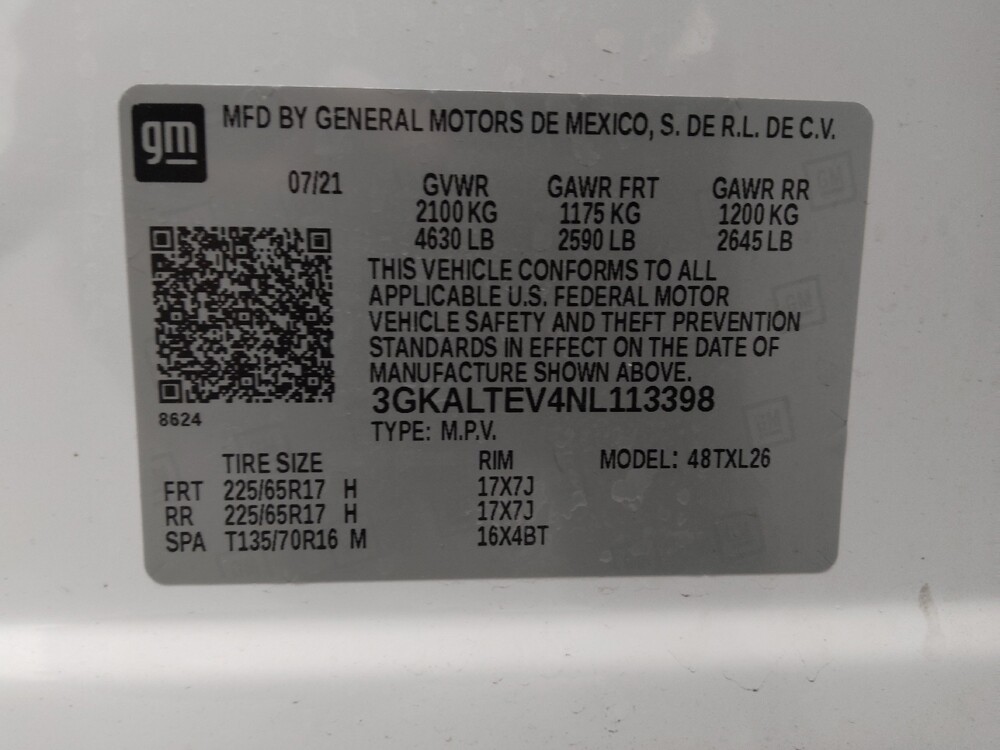 gm
MFD BY GENERAL MOTORS DE MEXICO, S. DE R.L. DE C.V.
07/21 GVWR GAWR FRT GAWR RR
2100 KG 1175 KG 1200 KG
4630 LB 2590 LB 2645 LB
THIS VEHICLE CONFORMS TO ALL
APPLICABLE U.S. FEDERAL MOTOR
VEHICLE SAFETY AND THEFT PREVENTION
STANDARDS IN EFFECT ON THE DATE OF
MANUFACTURE SHOWN ABOVE.
3GKALTEV4NL113398
8624
TYPE: M.P.V.
TIRE SIZE RIM MODEL: 48TXL26
FRT 225/65R17 H 17X7J
RR 225/65R17 H 17X7J
SPA T135/70R16 M 16X4BT